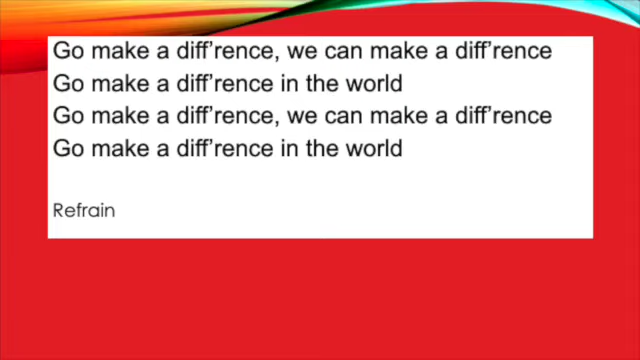 Go make a diff’rence, we can make a diff’rence
Go make a diff’rence in the world
Go make a diff’rence, we can make a diff’rence
Go make a diff’rence in the world
Refrain